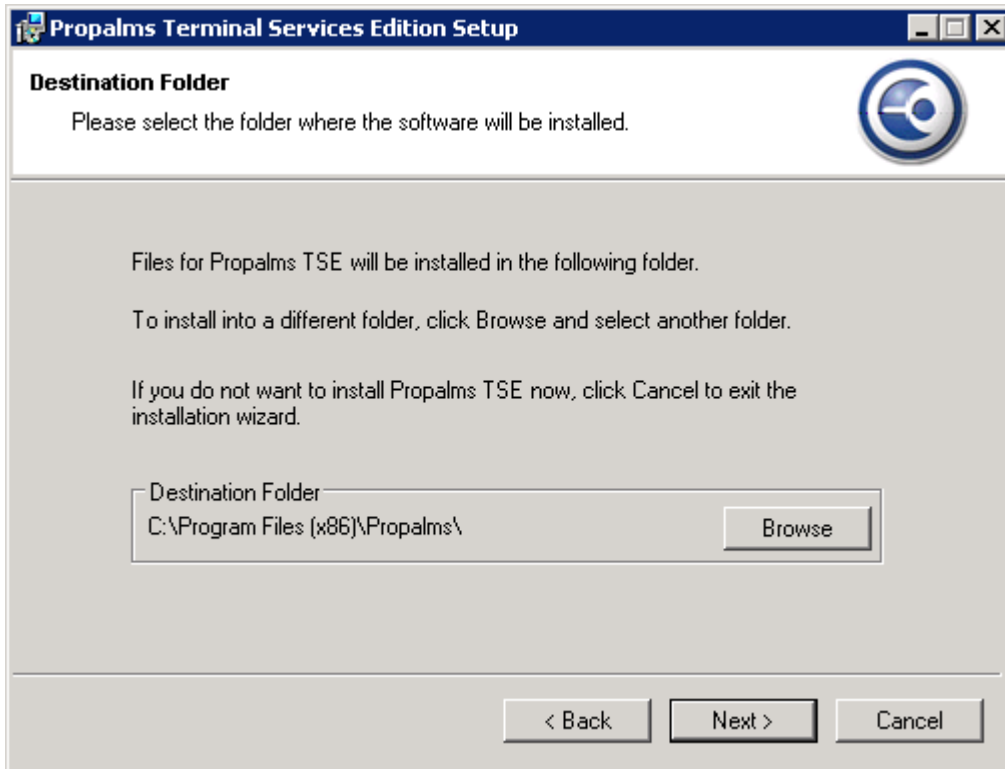 Propalms Terminal Services Edition Setup
Destination Folder
Please select the folder where the software will be installed.
Files for Propalms TSE will be installed in the following folder.
To install into a different folder, click Browse and select another folder.
If you do not want to install Propalms TSE now, click Cancel to exit the
installation wizard.
Destination Folder
C:\Program Files (x86)\Propalms\
Browse
< Back
Next >
Cancel